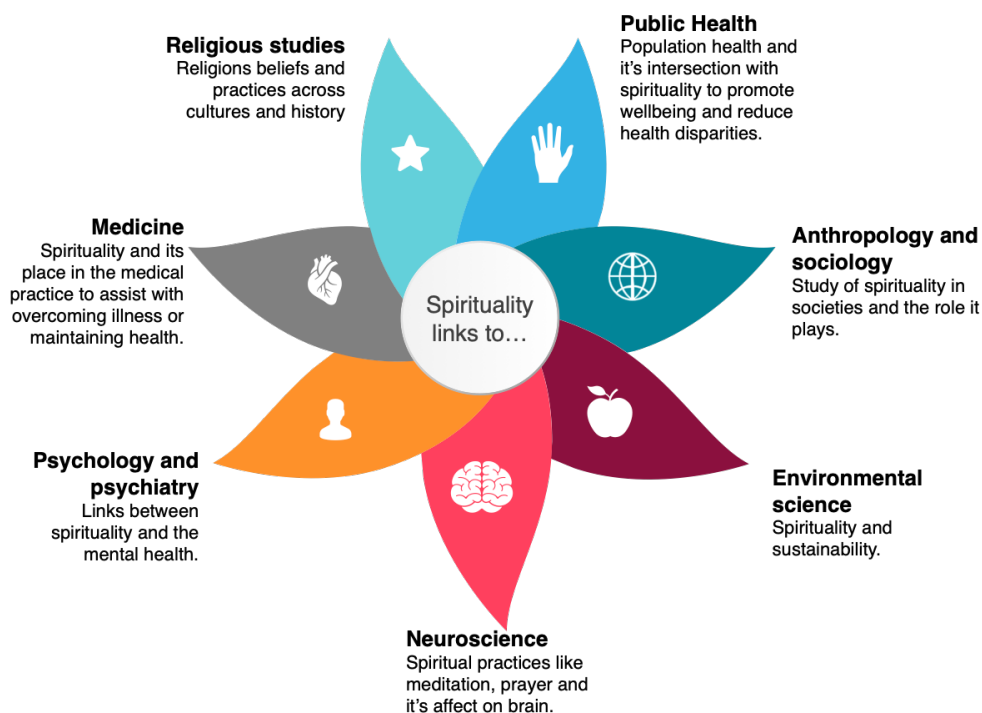 Religious studies
Religions beliefs and
practices across
cultures and history
Public Health
Population health and
it's intersection with
spirituality to promote
wellbeing and reduce
health disparities.
Medicine
Spirituality and its
place in the medical
practice to assist with
overcoming illness or
maintaining health.
Anthropology and
sociology
Study of spirituality in
societies and the role it
plays.
Spirituality
links to…
Psychology and
psychiatry
Links between
spirituality and the
mental health.
Environmental
science
Spirituality and
sustainability.
Neuroscience
Spiritual practices like
meditation, prayer and
it's affect on brain.